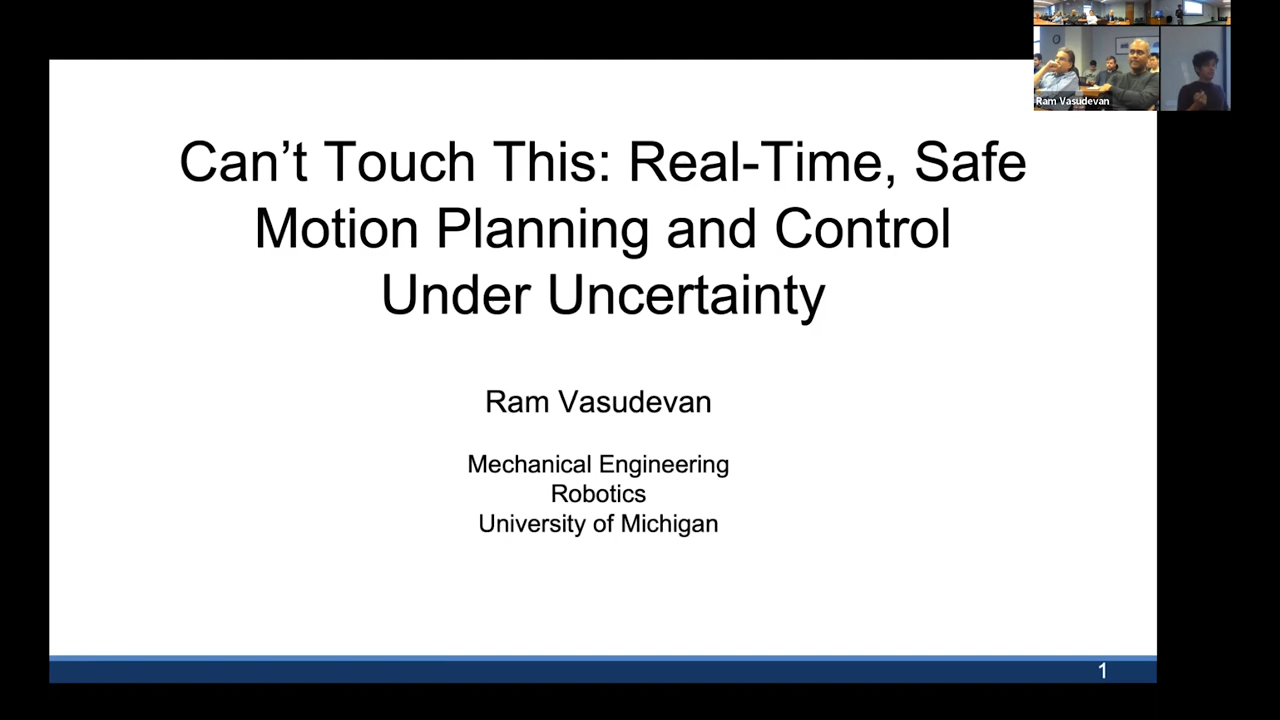 Can’t Touch This: Real-Time, Safe
Motion Planning and Control
Under Uncertainty
Ram Vasudevan
Mechanical Engineering
Robotics
University of Michigan
1
Ram Vasudevan